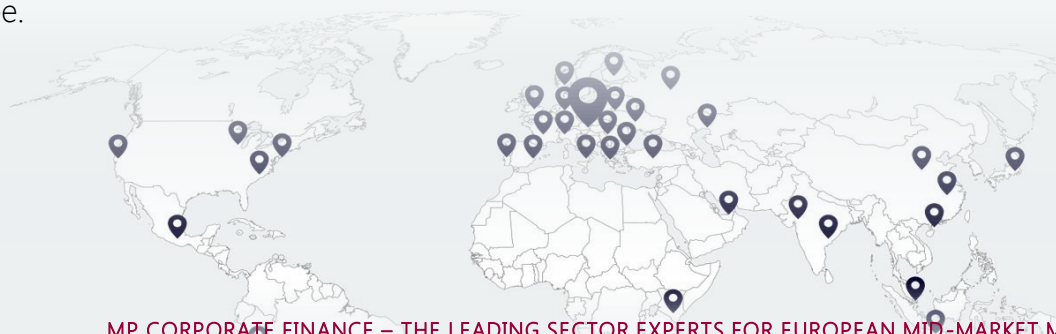 e.
MP CORPORATE FINANCE – THE LEADING SECTOR EXPERTS FOR EUROPEAN MID-MARKET M